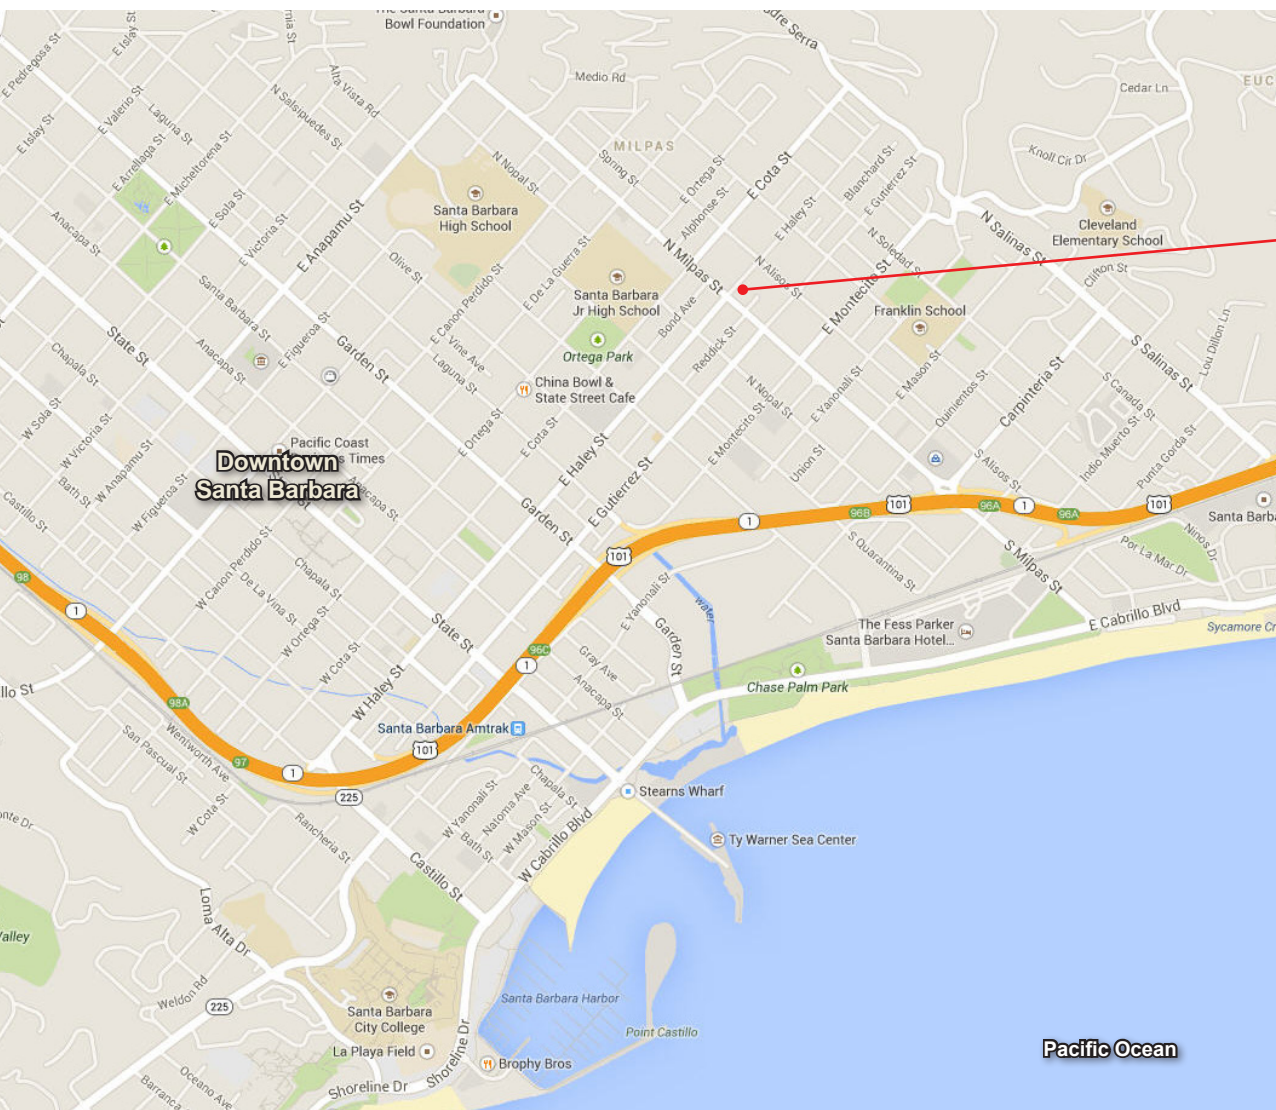 The Santa Barbara
Bowl Foundation
E Pedregosa St
E Islay St
Alta Vista Rd
Medio Rd
Cedar Ln
E Valerio St
Laguna St
N Salsipuedes St
E Islay St
E Arrellaga St
E Micheltorena St
MILPAS
Spring St
N Nopal St
E Ortega St
E Cota St
Blanchard St
E Gutierrez St
Knoll Cir Dr
Anacapa St
E Sola St
E Victoria St
E Anapamu St
Santa Barbara
High School
Alphonse St
E Haley St
N Soledad St
N Salinas St
Cleveland
Elementary School
Olive St
E De La Guerra St
N Milpas St
N Alisos St
Clifton St
Santa Barbara St
E Canon Perdido St
Santa Barbara
Jr High School
Bond Ave
E Montecito St
Franklin School
State St
Anacapa St
E Figueroa St
Garden St
Vine Ave
Laguna St
Ortega Park
Reddick St
Lou Dillon Ln
S Salinas St
Chapala St
China Bowl &
State Street Cafe
N Nopal St
E Yanonali St
E Mason St
Quinientos St
Carpinteria St
S Canada St
W Sola St
W Victoria St
W Anapamu St
Pacific Coast
Downtown
Santa Barbara
E Ortega St
E Cota St
E Haley St
E Montecito St
Union St
Indio Muerto St
Punta Gorda St
Bath St
Castillo St
W Figueroa St
Anacapa St
Garden St
E Gutierrez St
S Alisos St
101
96B
96A
1
96A
101
1
101
S Quarantina St
S Milpas St
Por La Mar Dr
Ninos Dr
98
1
W Canon Perdido St
De La Vina St
Chapala St
W Ortega St
W Cota St
State St
96C
1
E Yanonali St
water
Garden St
Gray Ave
Anacapa St
The Fess Parker
Santa Barbara Hotel...
E Cabrillo Blvd
Chase Palm Park
98A
W Haley St
Santa Barbara Amtrak
San Pascual St
Wentworth Ave
97
1
101
225
Chapala St
Stearns Wharf
W Cota St
Rancheria St
W Yanonali St
Natoma Ave
W Mason St
Bath St
W Cabrillo Blvd
Ty Warner Sea Center
Castillo St
Loma Alta Dr
Weldon Rd
225
Santa Barbara
City College
La Playa Field
Shoreline Dr
Shoreline Dr
Santa Barbara Harbor
Point Castillo
Brophy Bros
Oceano Ave
Pacific Ocean